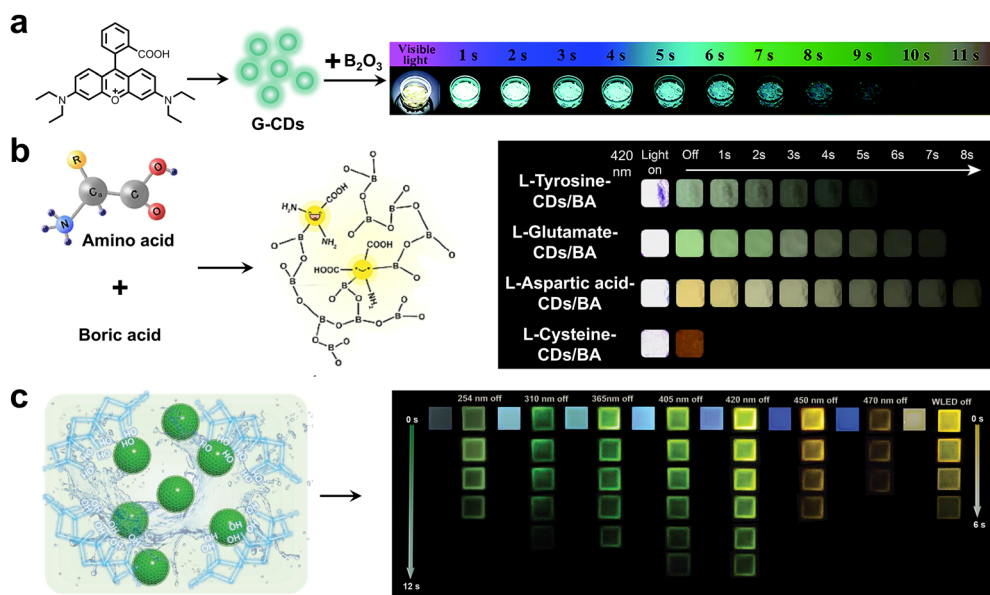 a
COOH
N
O
+
N
G-CDs
+ B₂O₃
Visible light 1 s 2 s 3 s 4 s 5 s 6 s 7 s 8 s 9 s 10 s 11 s
b
R
O
Cα
C
N
O
Amino acid
+
Boric acid
O O
B
O
COOH
H₂N
NH₂
COOH
HOOC
NH₂
420 nm
Light on
Off 1s 2s 3s 4s 5s 6s 7s 8s
L-Tyrosine-
CDs/BA
L-Glutamate-
CDs/BA
L-Aspartic acid-
CDs/BA
L-Cysteine-
CDs/BA
c
HO
HO
OH
254 nm off 310 nm off 365nm off 405 nm off 420 nm off 450 nm off 470 nm off WLED off
0 s
0 s
6 s
12 s